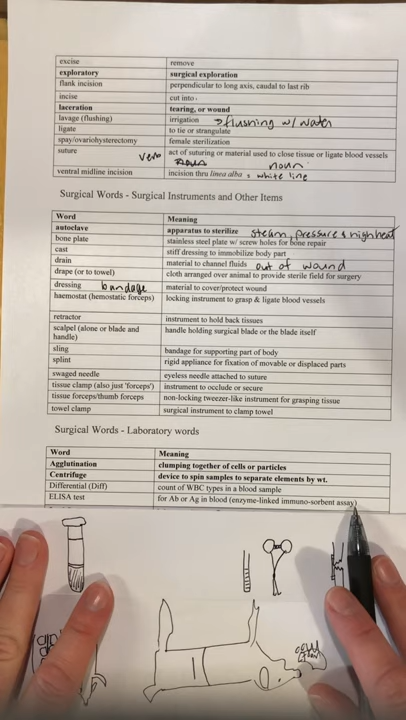 excise remove
exploratory surgical exploration
flank incision perpendicular to long axis, caudal to last rib
incise cut into
laceration tearing, or wound
lavage (flushing) irrigation → flushing w/ water
ligate to tie or strangulate
spay/ovariohysterectomy female sterilization
suture act of suturing or material used to close tissue or ligate blood vessels
verb noun
ventral midline incision incision thru linea alba = white line
Surgical Words - Surgical Instruments and Other Items
Word Meaning
autoclave apparatus to sterilize steam, pressure & high heat
bone plate stainless steel plate w/ screw holes for bone repair
cast stiff dressing to immobilize body part
drain material to channel fluids out of wound
drape (or to towel) cloth arranged over animal to provide sterile field for surgery
dressing bandage material to cover/protect wound
haemostat (hemostatic forceps) locking instrument to grasp & ligate blood vessels
retractor instrument to hold back tissues
scalpel (alone or blade and handle) handle holding surgical blade or the blade itself
sling bandage for supporting part of body
splint rigid appliance for fixation of movable or displaced parts
swaged needle eyeless needle attached to suture
tissue clamp (also just 'forceps') instrument to occlude or secure
tissue forceps/thumb forceps non-locking tweezer-like instrument for grasping tissue
towel clamp surgical instrument to clamp towel
Surgical Words - Laboratory words
Word Meaning
Agglutination clumping together of cells or particles
Centrifuge device to spin samples to separate elements by wt.
Differential (Diff) count of WBC types in a blood sample
ELISA test for Ab or Ag in blood (enzyme-linked immuno-sorbent assay)